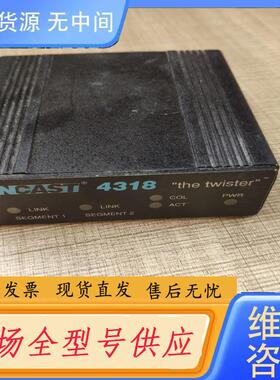 货源 无中间
NCAST® 4318 "the twister"™
LINK
LINK
COL
ACT
PWR
SEGMENT 1
SEGMENT 2
发票 现货直发 售后无忧
场全型号供应
维
咨